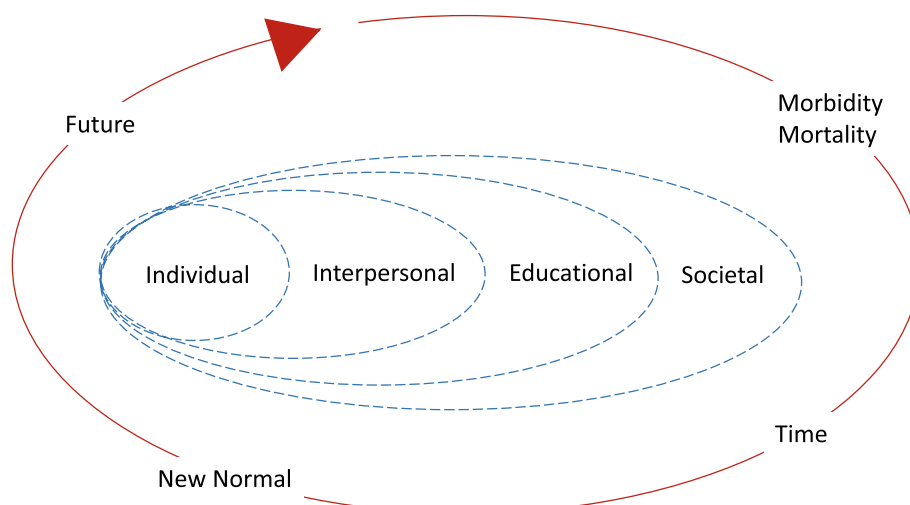 Morbidity
Mortality
Future
Individual
Interpersonal
Educational
Societal
Time
New Normal